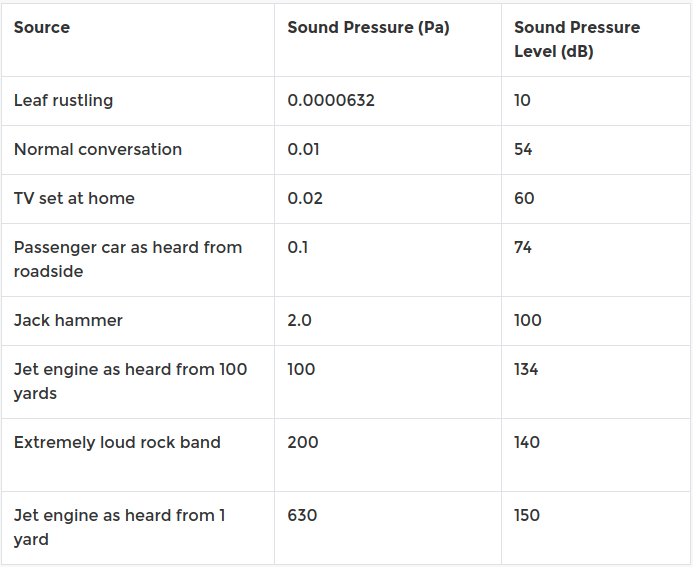 Source Sound Pressure (Pa) Sound Pressure
Level (dB)
Leaf rustling 0.0000632 10
Normal conversation 0.01 54
TV set at home 0.02 60
Passenger car as heard from 0.1 74
roadside
Jack hammer 2.0 100
Jet engine as heard from 100 100 134
yards
Extremely loud rock band 200 140
Jet engine as heard from 1 630 150
yard